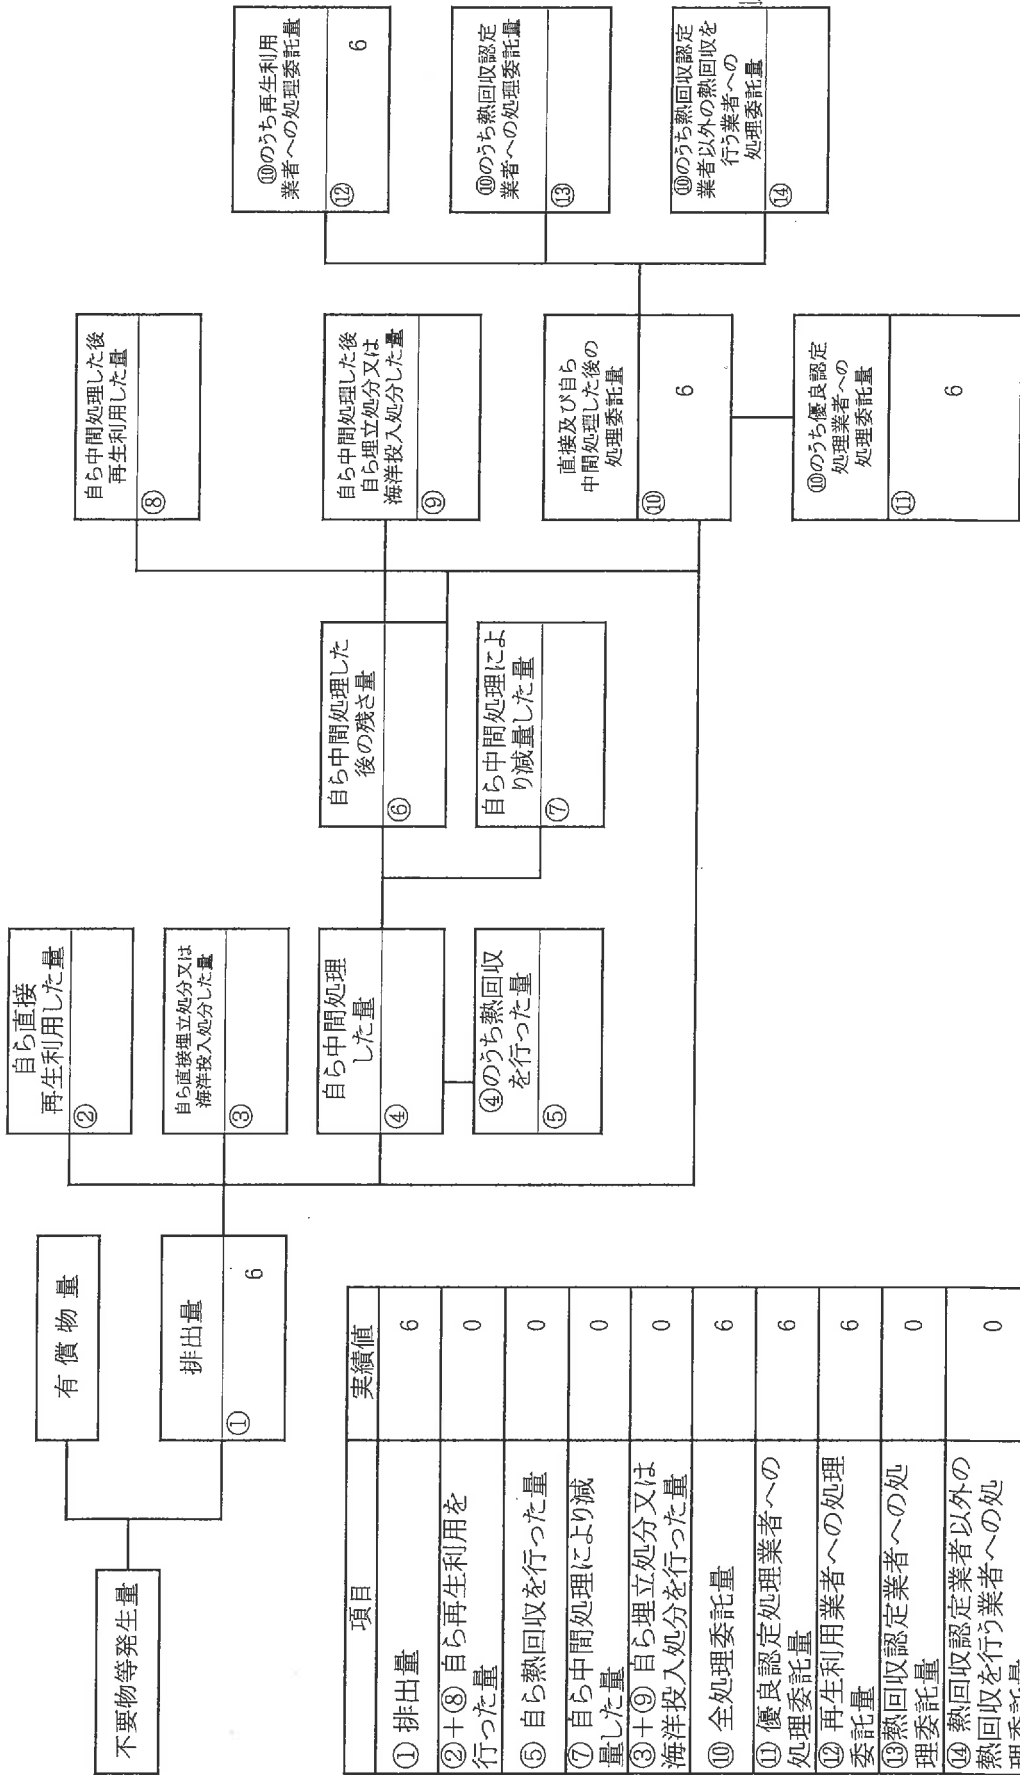 不要物等発生量
有償物量
排出量
①
6
自ら直接
再生利用した量
②
自ら直接埋立処分又は
海洋投入処分した量
③
自ら中間処理
した量
④
④のうち熱回収
を行った量
⑤
自ら中間処理した
後の残さ量
⑥
自ら中間処理によ
り減量した量
⑦
自ら中間処理した後
再生利用した量
⑧
自ら中間処理した後
自ら埋立処分又は
海洋投入処分した量
⑨
直接及び自ら
中間処理した後の
処理委託量
⑩
6
⑩のうち優良認定
処理業者への
処理委託量
⑪
6
⑩のうち再生利用
業者への処理委託量
⑫
6
⑩のうち熱回収認定
業者への処理委託量
⑬
⑩のうち熱回収認定
業者以外の熱回収を
行う業者への
処理委託量
⑭
項目 実績値
① 排出量 6
②+⑧ 自ら再生利用を
行った量 0
⑤ 自ら熱回収を行った量 0
⑦ 自ら中間処理により減
量した量 0
③+⑨ 自ら埋立処分又は
海洋投入処分を行った量 0
⑩ 全処理委託量 6
⑪ 優良認定処理業者への
処理委託量 6
⑫ 再生利用業者への処理
委託量 6
⑬熱回収認定業者への処
理委託量 0
⑭ 熱回収認定業者以外の
熱回収を行う業者への処
理委託量 0